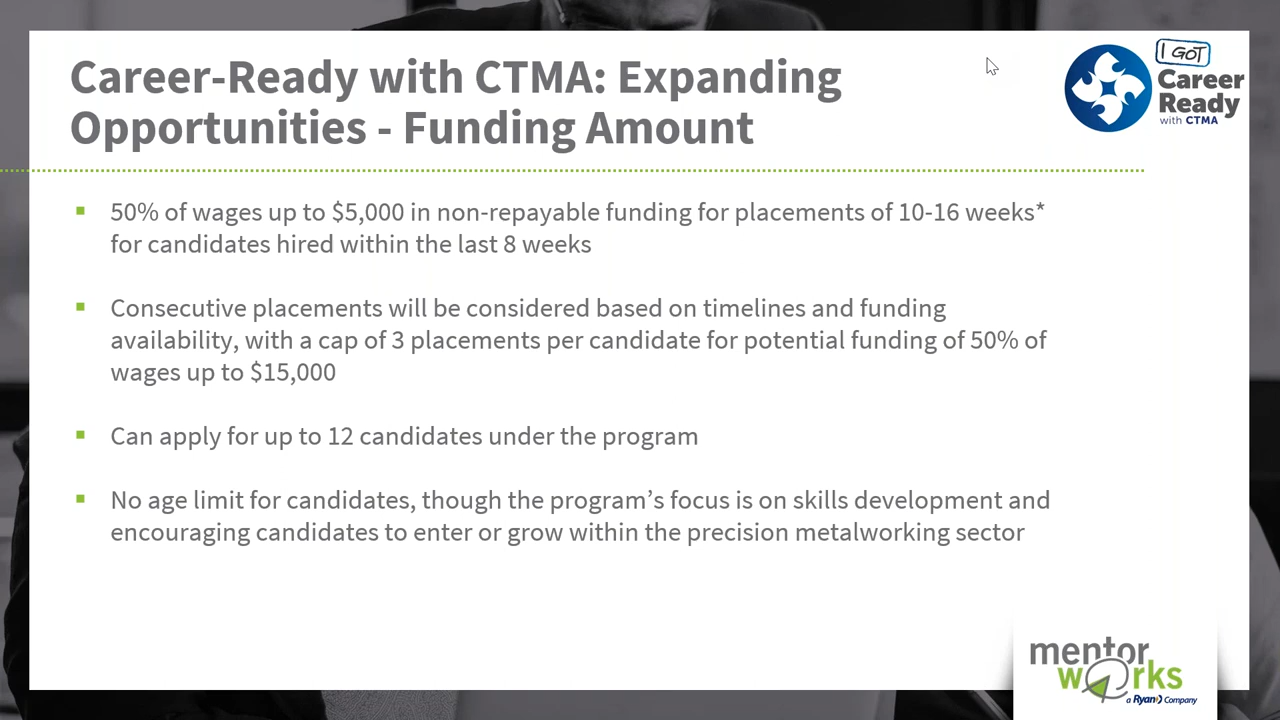 Career-Ready with CTMA: Expanding
Opportunities - Funding Amount
I GOT
Career
Ready
with CTMA
▪ 50% of wages up to $5,000 in non-repayable funding for placements of 10-16 weeks*
for candidates hired within the last 8 weeks
▪ Consecutive placements will be considered based on timelines and funding
availability, with a cap of 3 placements per candidate for potential funding of 50% of
wages up to $15,000
▪ Can apply for up to 12 candidates under the program
▪ No age limit for candidates, though the program’s focus is on skills development and
encouraging candidates to enter or grow within the precision metalworking sector
mentor
works
a Ryan Company